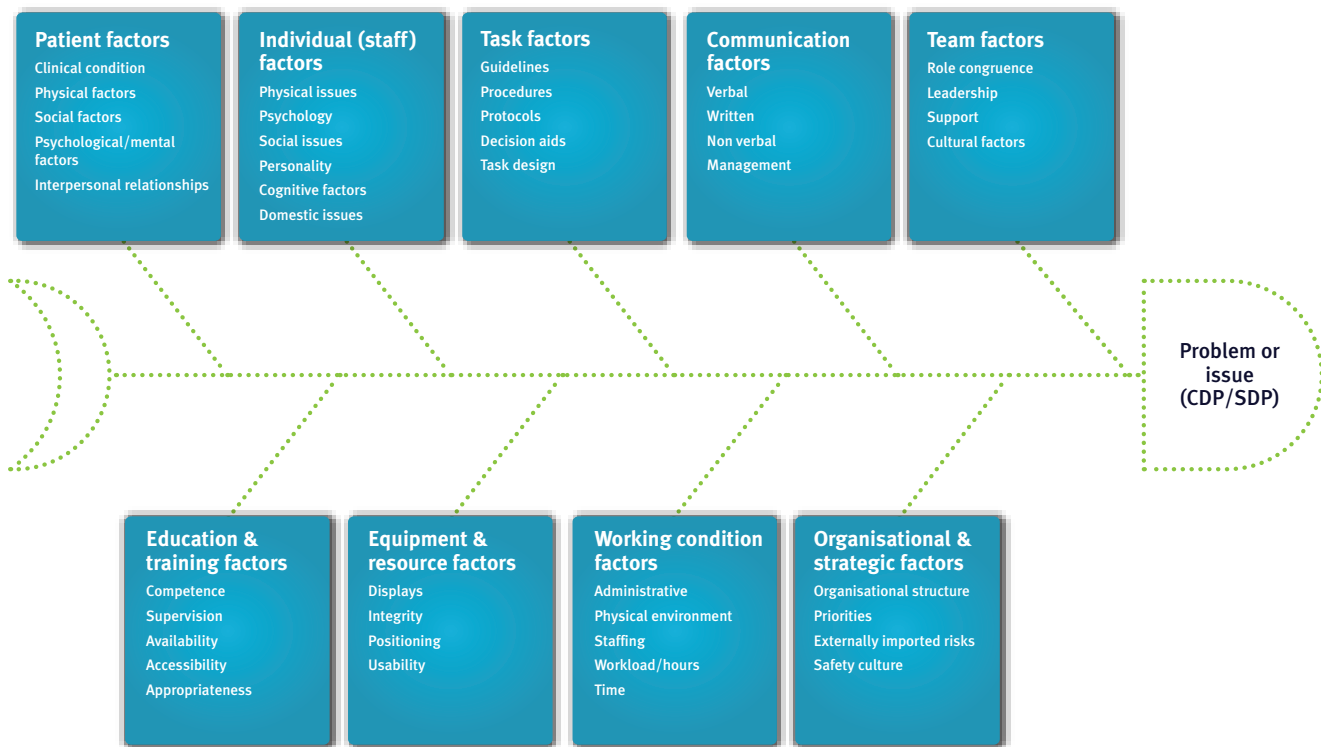 Patient factors
Clinical condition
Physical factors
Social factors
Psychological/mental
factors
Interpersonal relationships
Individual (staff)
factors
Physical issues
Psychology
Social issues
Personality
Cognitive factors
Domestic issues
Task factors
Guidelines
Procedures
Protocols
Decision aids
Task design
Communication
factors
Verbal
Written
Non verbal
Management
Team factors
Role congruence
Leadership
Support
Cultural factors
Problem or
issue
(CDP/SDP)
Education &
training factors
Competence
Supervision
Availability
Accessibility
Appropriateness
Equipment &
resource factors
Displays
Integrity
Positioning
Usability
Working condition
factors
Administrative
Physical environment
Staffing
Workload/hours
Time
Organisational &
strategic factors
Organisational structure
Priorities
Externally imported risks
Safety culture